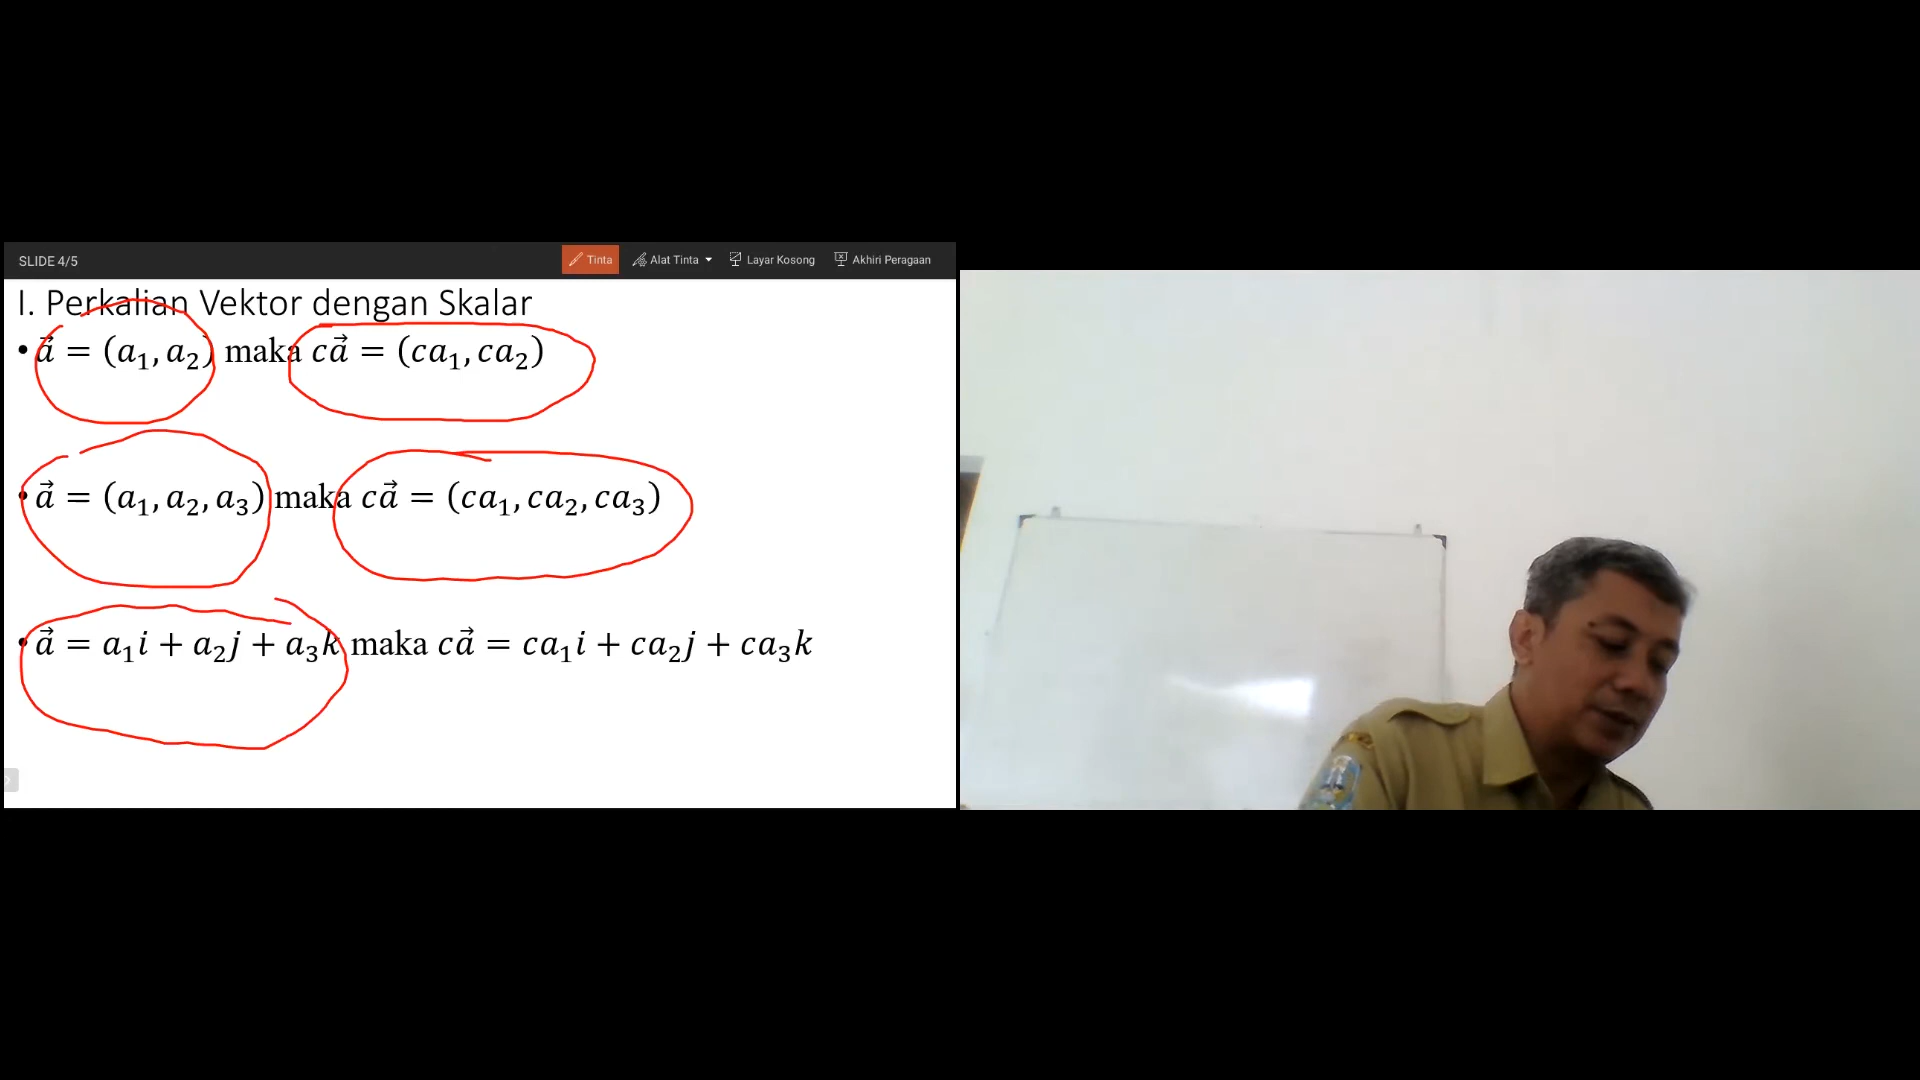 SLIDE 4/5 Tinta Alat Tinta Layar Kosong Akhiri Peragaan
I. Perkalian Vektor dengan Skalar
• a⃗ = (a₁, a₂) maka ca⃗ = (ca₁, ca₂)
• a⃗ = (a₁, a₂, a₃) maka ca⃗ = (ca₁, ca₂, ca₃)
• a⃗ = a₁i + a₂j + a₃k maka ca⃗ = ca₁i + ca₂j + ca₃k